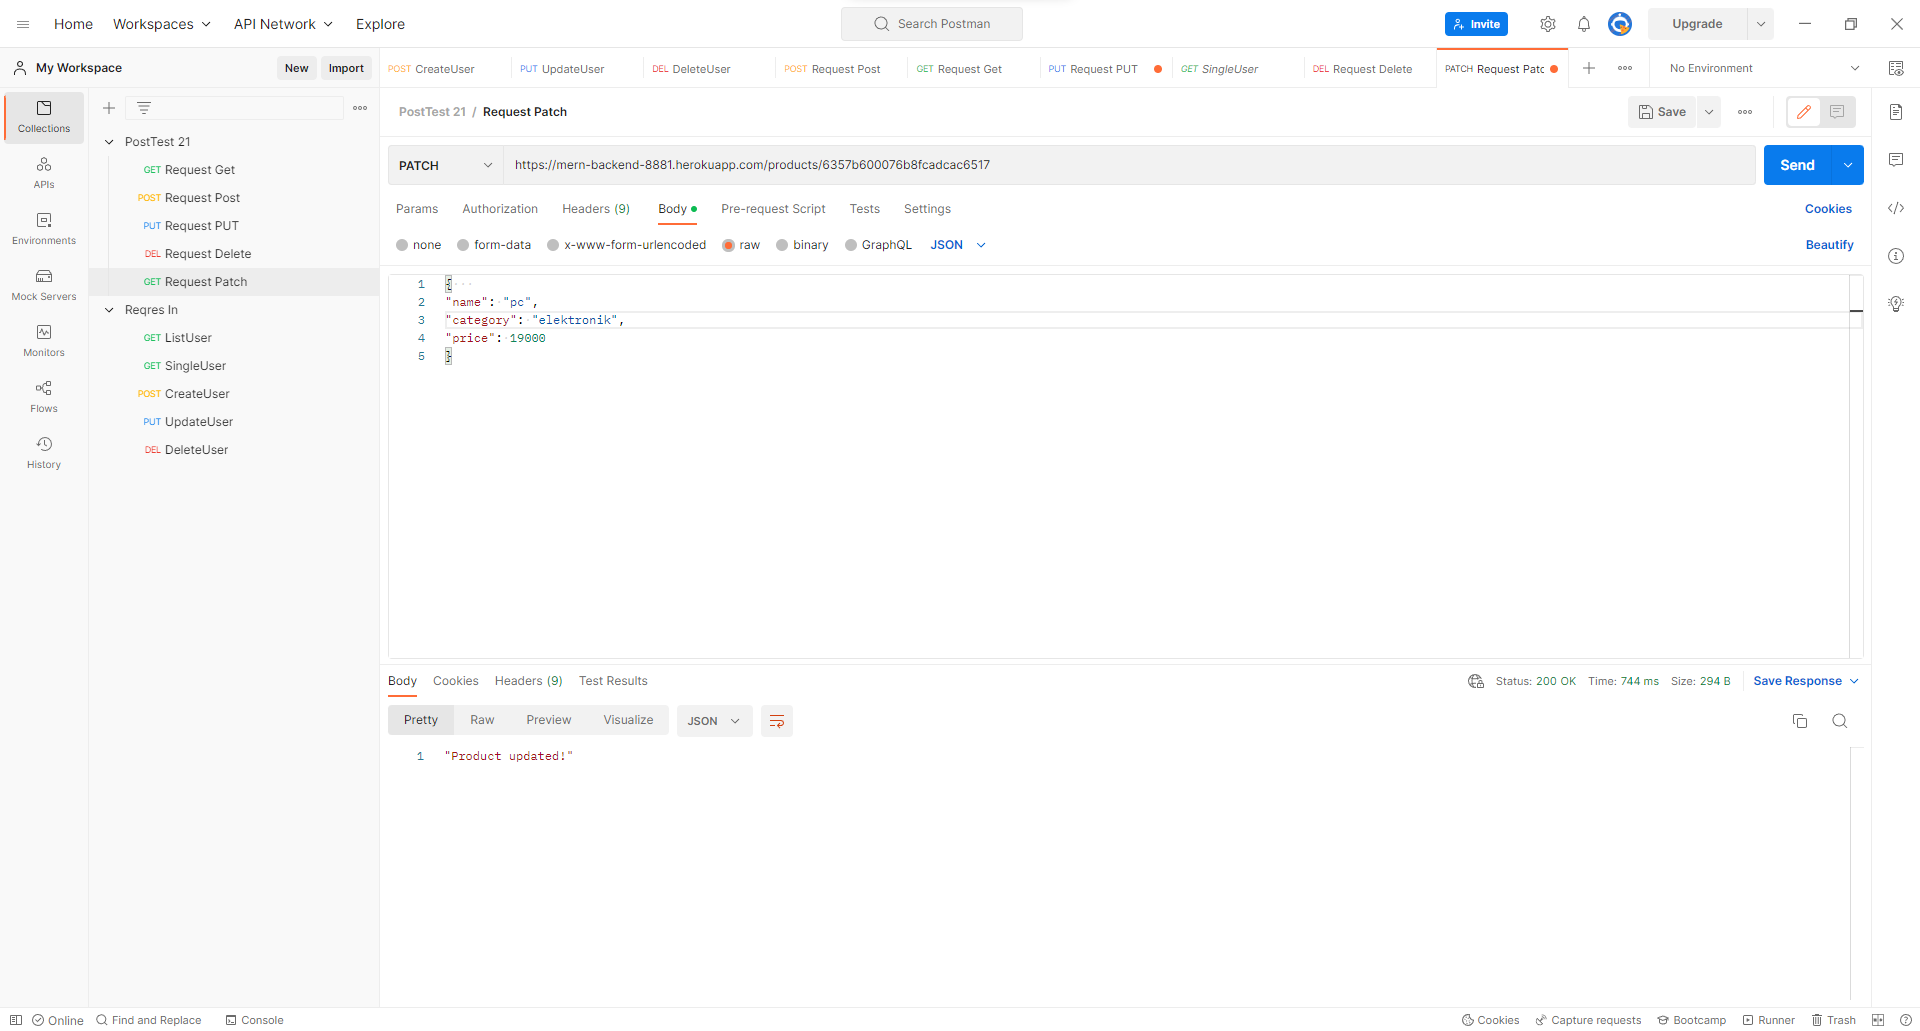 Home Workspaces API Network Explore Search Postman Invite Upgrade
My Workspace New Import POST CreateUser PUT UpdateUser DEL DeleteUser POST Request Post GET Request Get PUT Request PUT GET SingleUser DEL Request Delete PATCH Request Patc No Environment
Collections
APIs
Environments
Mock Servers
Monitors
Flows
History
PostTest 21
GET Request Get
POST Request Post
PUT Request PUT
DEL Request Delete
GET Request Patch
Reqres In
GET ListUser
GET SingleUser
POST CreateUser
PUT UpdateUser
DEL DeleteUser
PostTest 21 / Request Patch Save
PATCH https://mern-backend-8881.herokuapp.com/products/6357b600076b8fcadcac6517 Send
Params Authorization Headers (9) Body Pre-request Script Tests Settings Cookies
none form-data x-www-form-urlencoded raw binary GraphQL JSON Beautify
1 {
2 "name": "pc",
3 "category": "elektronik",
4 "price": 19000
5 }
Body Cookies Headers (9) Test Results Status: 200 OK Time: 744 ms Size: 294 B Save Response
Pretty Raw Preview Visualize JSON
1 "Product updated!"
Online Find and Replace Console Cookies Capture requests Bootcamp Runner Trash